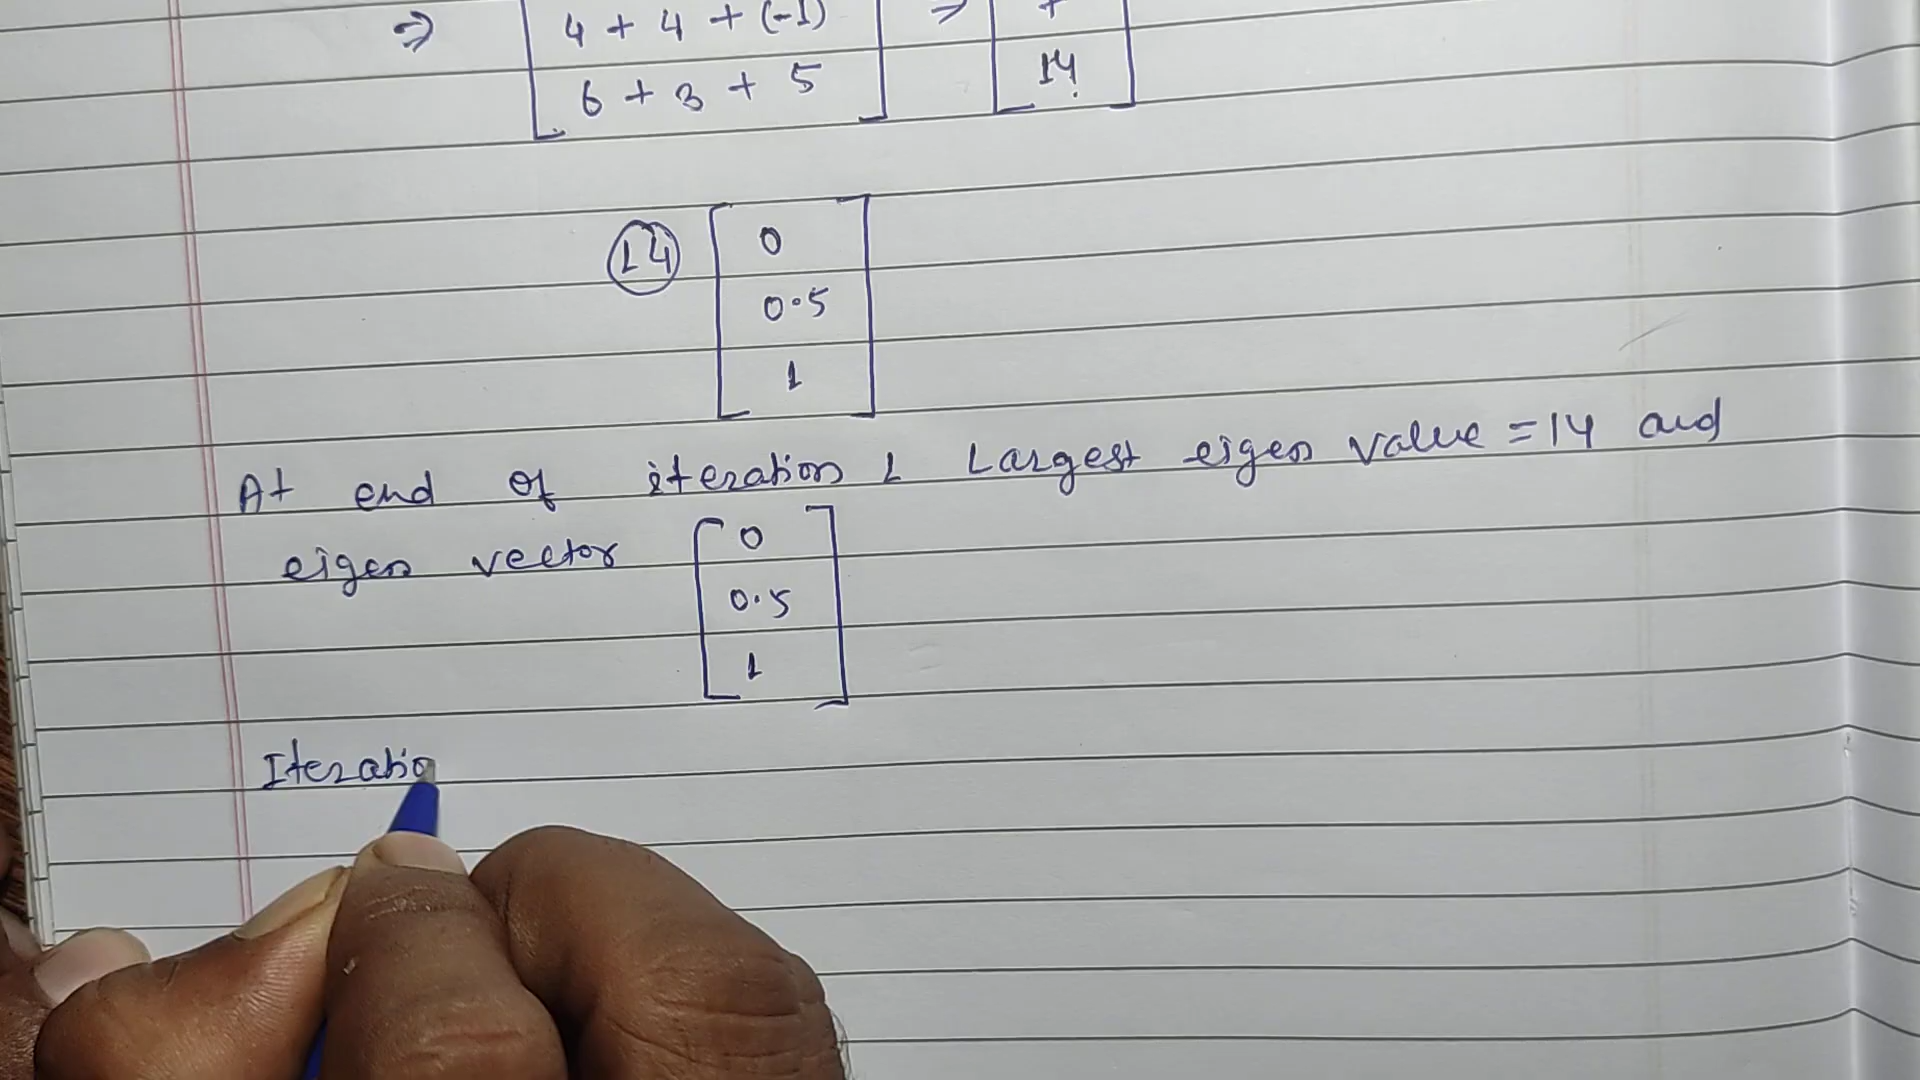 ⇒ 4 + 4 + (-1) ⇒ 7
6 + 3 + 5 14
14 0
0.5
1
At end of iteration 1 Largest eigen value = 14 and
eigen vector 0
0.5
1
Iteratio